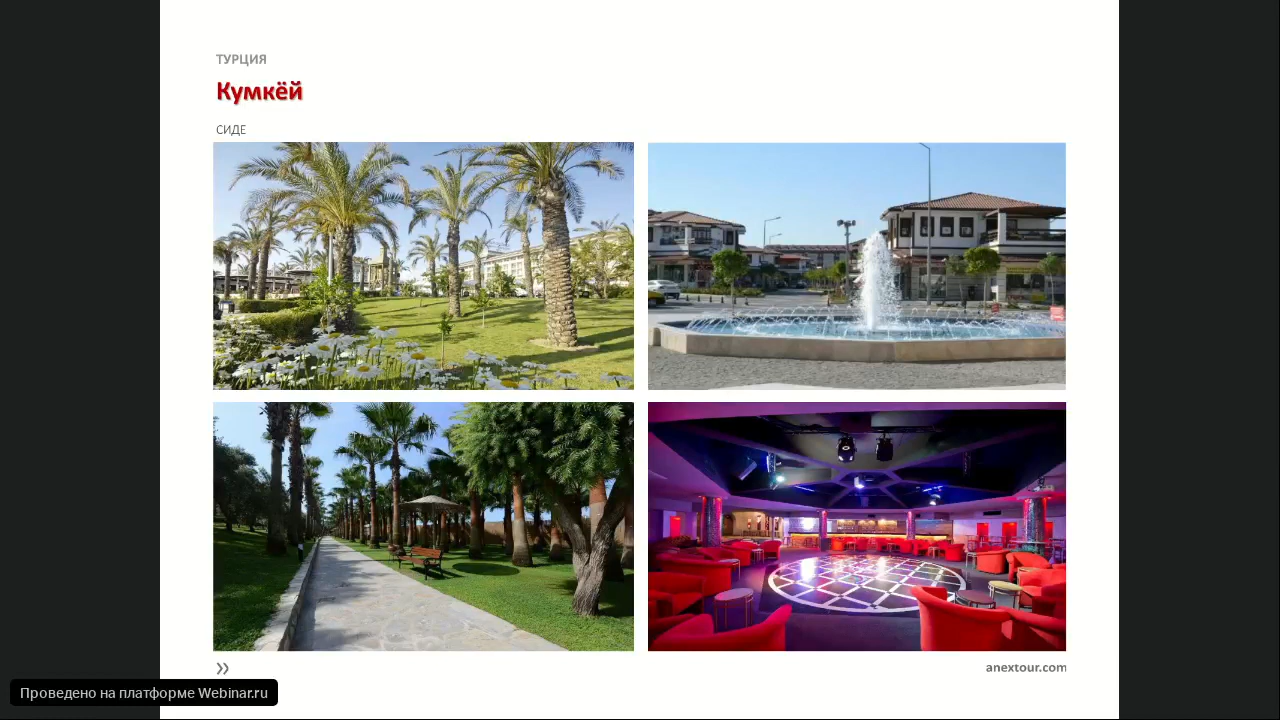 ТУРЦИЯ
Кумкёй
СИДЕ
anextour.com
Проведено на платформе Webinar.ru